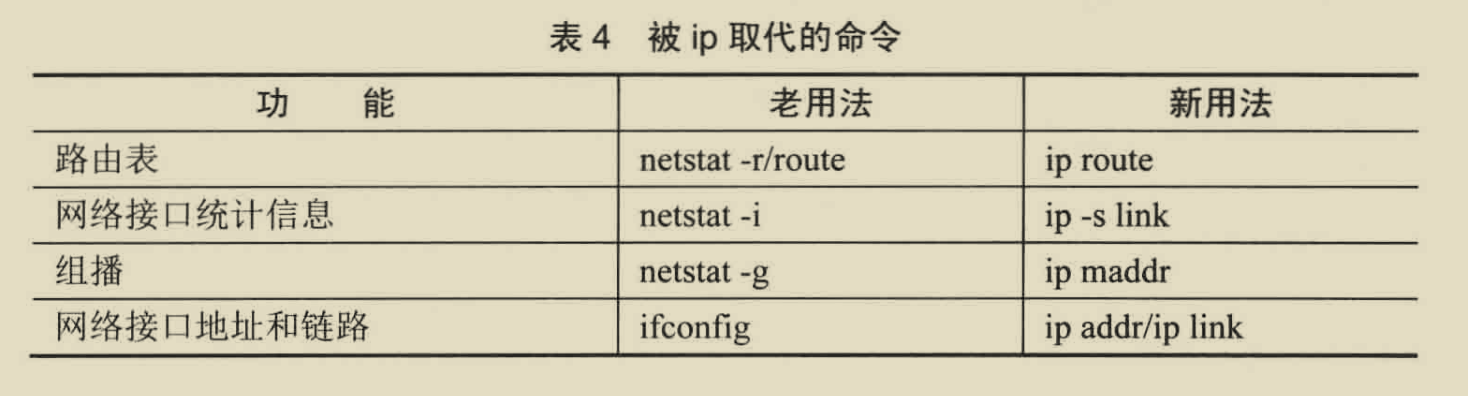 表 4 被 ip 取代的命令
功 能 老用法 新用法
路由表 netstat -r/route ip route
网络接口统计信息 netstat -i ip -s link
组播 netstat -g ip maddr
网络接口地址和链路 ifconfig ip addr/ip link